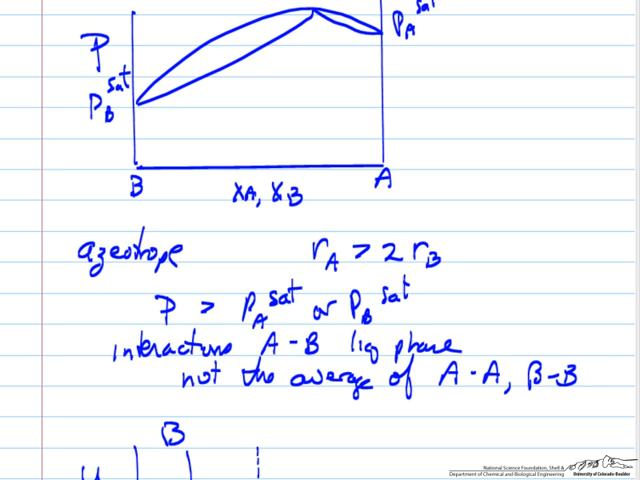 P_A^sat
P
P_B^sat
B A
x_A, x_B
azeotrope r_A > 2 r_B
P > P_A^sat or P_B^sat
interactions A-B liq phase
not the average of A-A, B-B
B
National Science Foundation, Shell &
Department of Chemical and Biological Engineering
University of Colorado Boulder